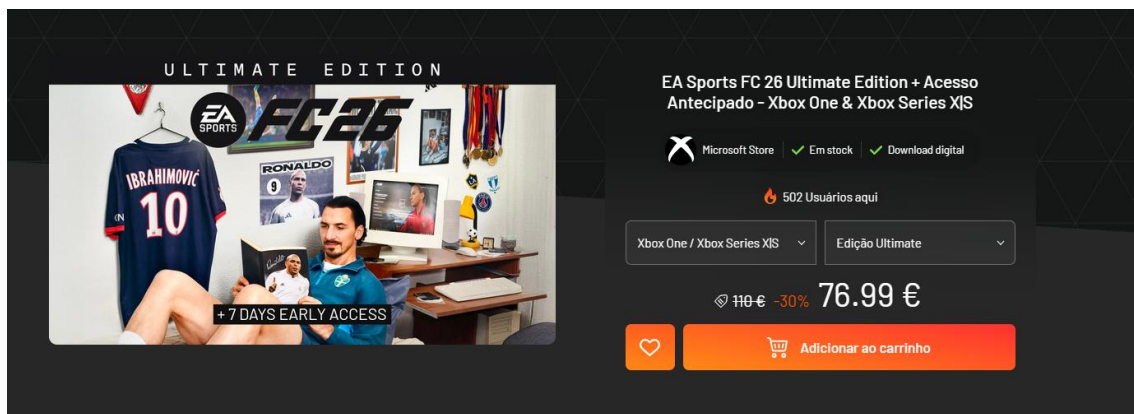 ULTIMATE EDITION
EA
SPORTS
FC26
IBRAHIMOVIĆ
10
RONALDO
9
+ 7 DAYS EARLY ACCESS
EA Sports FC 26 Ultimate Edition + Acesso
Antecipado - Xbox One & Xbox Series X|S
Microsoft Store
Em stock
Download digital
502 Usuários aqui
Xbox One / Xbox Series X|S
Edição Ultimate
110 € -30% 76.99 €
Adicionar ao carrinho